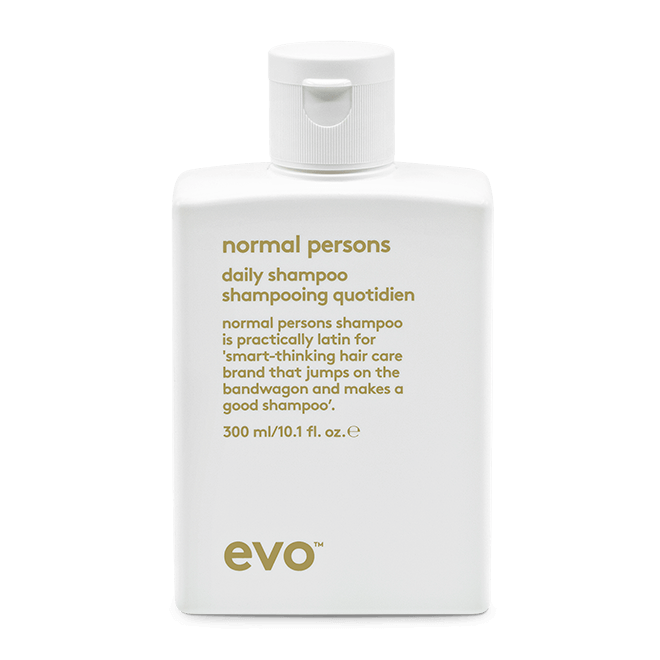 normal persons
daily shampoo
shampooing quotidien
normal persons shampoo
is practically latin for
'smart-thinking hair care
brand that jumps on the
bandwagon and makes a
good shampoo'.
300 ml/10.1 fl. oz.℮
evo™